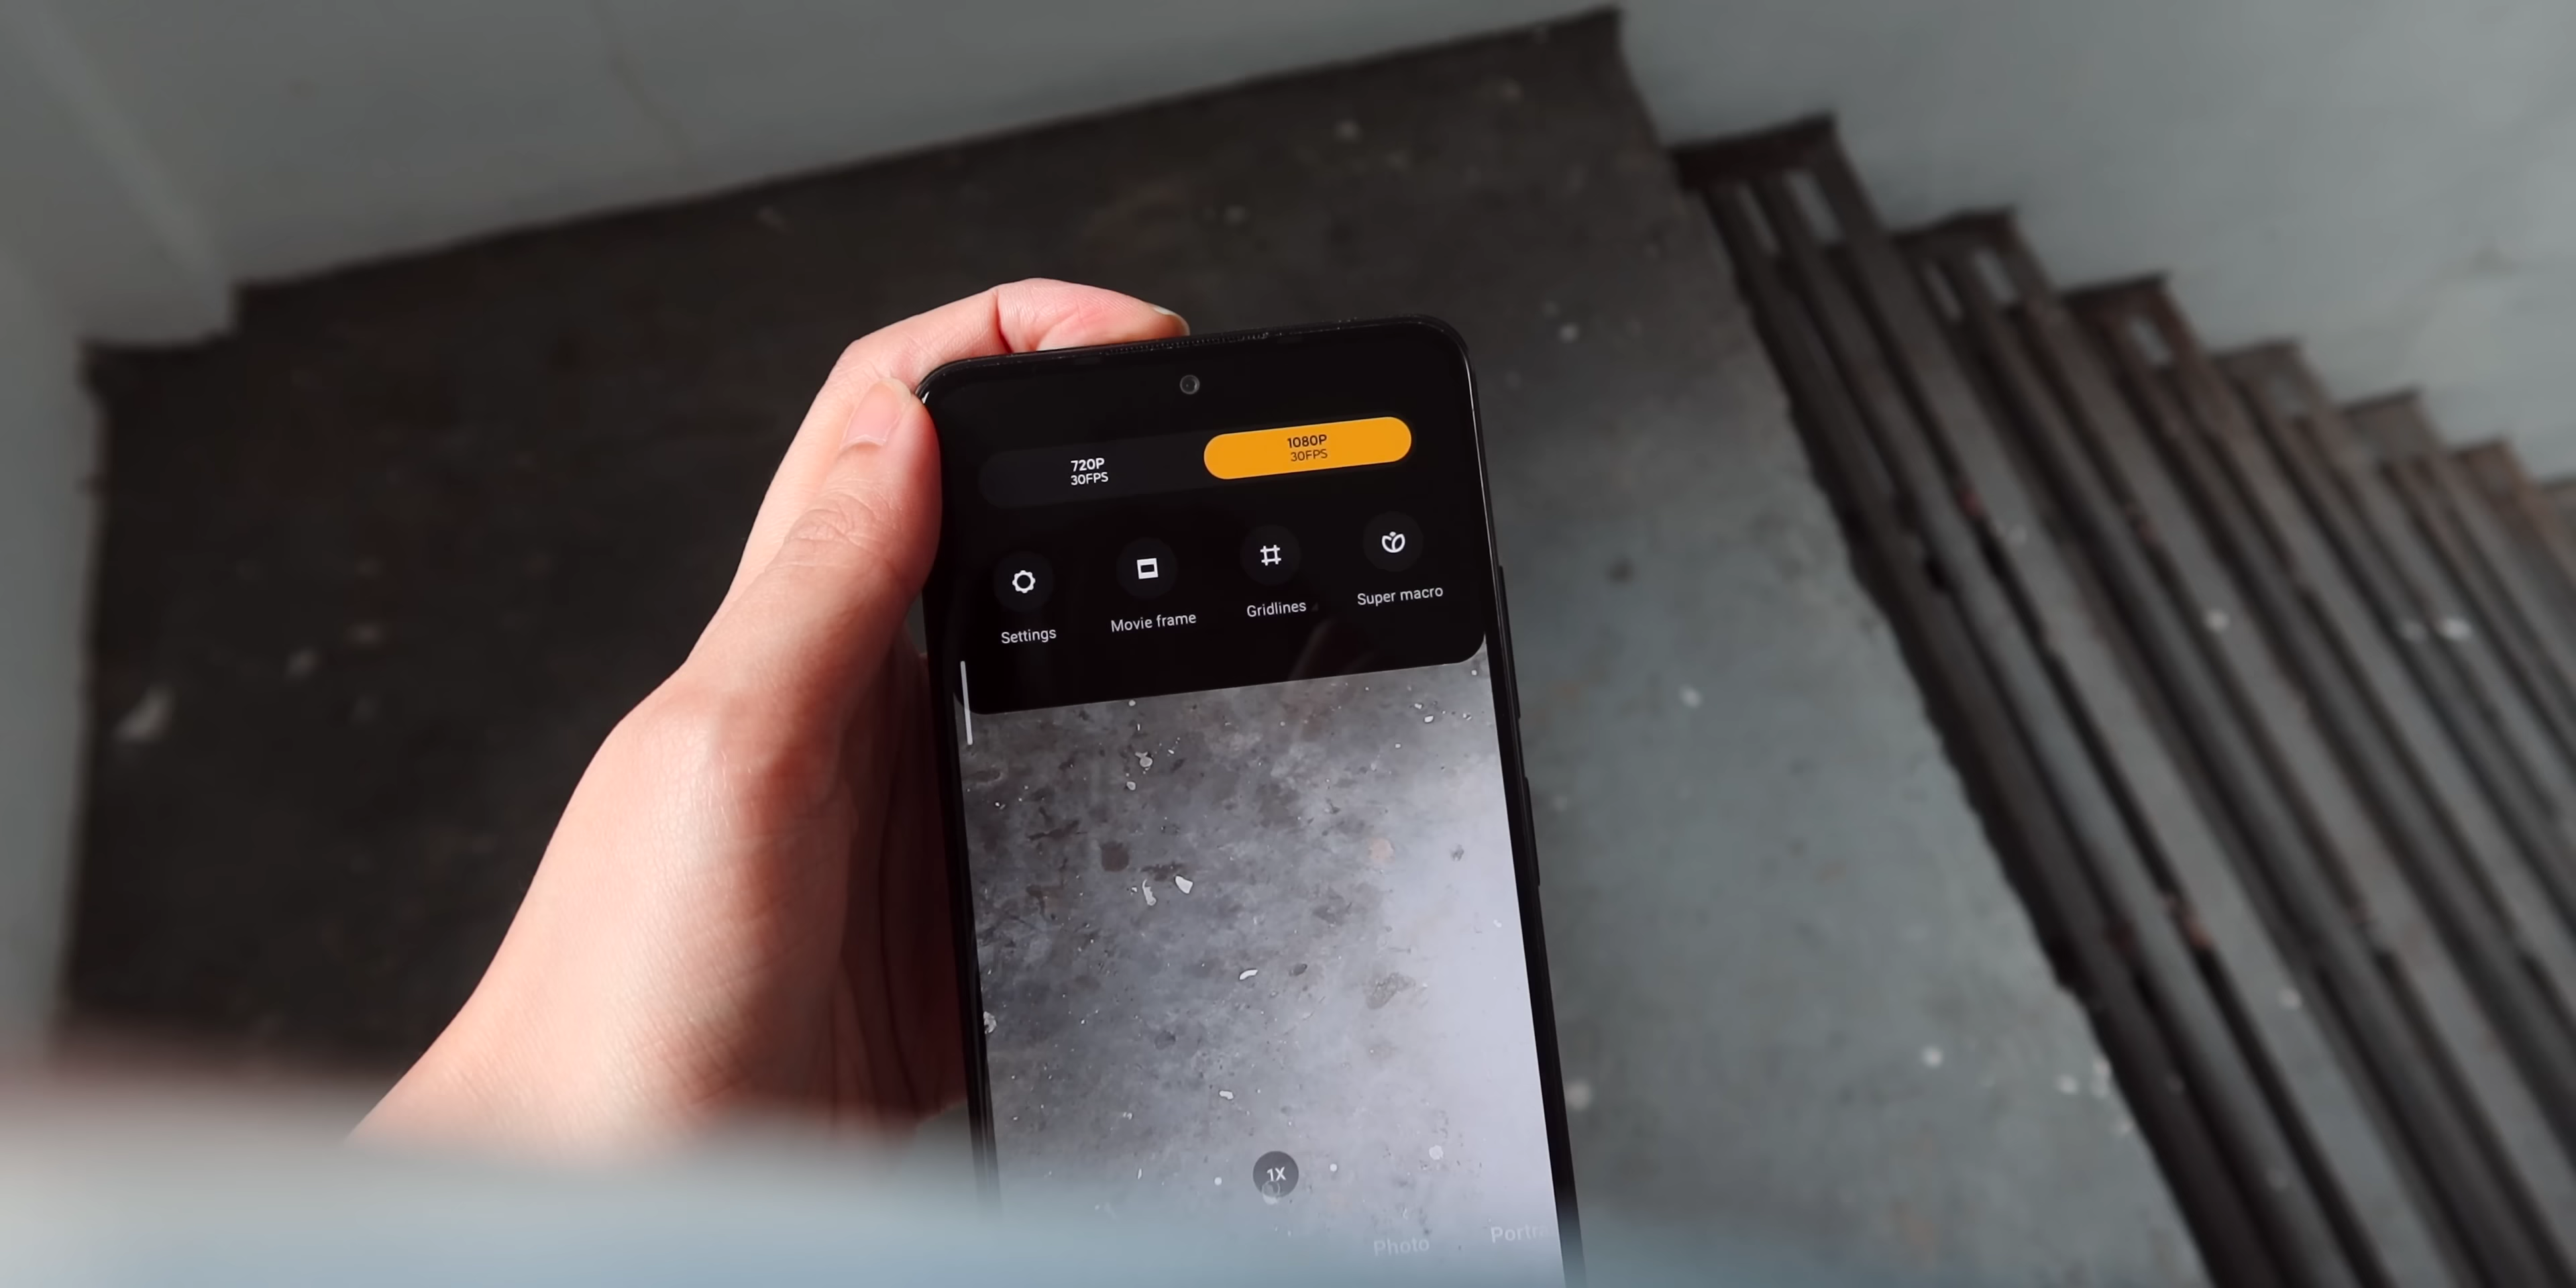 720P
30FPS
1080P
30FPS
Settings
Movie frame
Gridlines
Super macro
1X
Photo